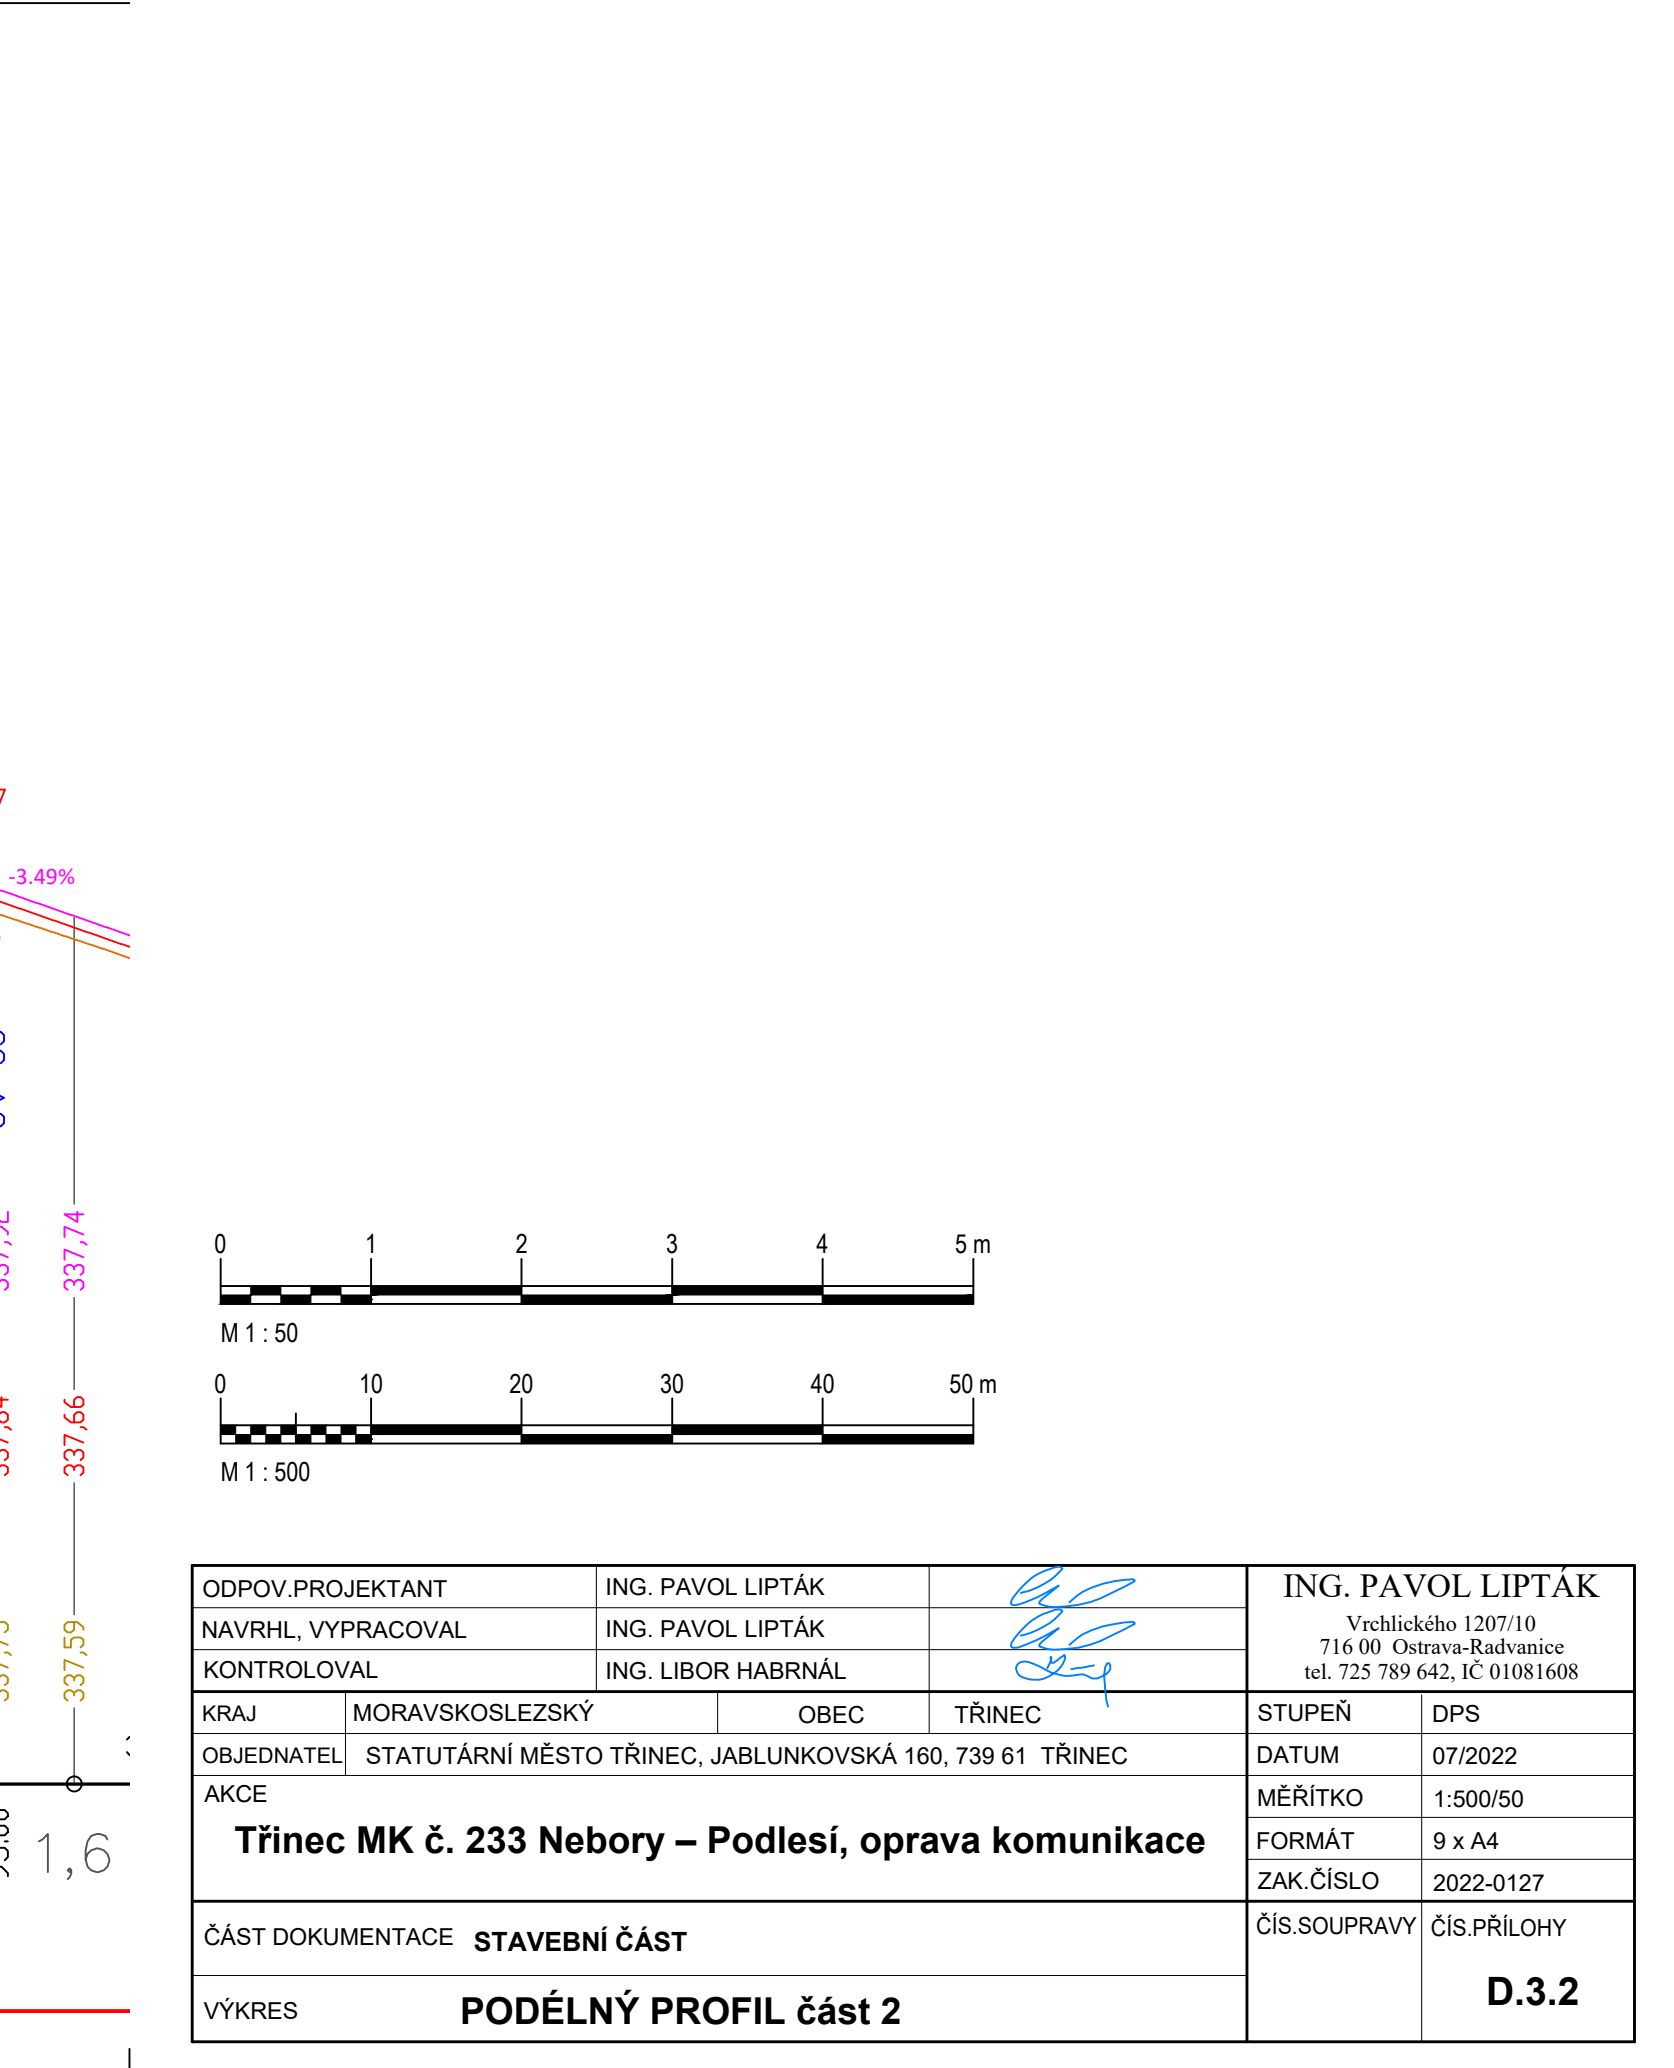 -3.49%
337,74
337,66
337,59
1,6
0 1 2 3 4 5 m
M 1 : 50
0 10 20 30 40 50 m
M 1 : 500
ODPOV.PROJEKTANT ING. PAVOL LIPTÁK
NAVRHL, VYPRACOVAL ING. PAVOL LIPTÁK
KONTROLOVAL ING. LIBOR HABRNÁL
ING. PAVOL LIPTÁK
Vrchlického 1207/10
716 00 Ostrava-Radvanice
tel. 725 789 642, IČ 01081608
KRAJ MORAVSKOSLEZSKÝ OBEC TŘINEC
OBJEDNATEL STATUTÁRNÍ MĚSTO TŘINEC, JABLUNKOVSKÁ 160, 739 61 TŘINEC
AKCE
Třinec MK č. 233 Nebory – Podlesí, oprava komunikace
STUPEŇ DPS
DATUM 07/2022
MĚŘÍTKO 1:500/50
FORMÁT 9 x A4
ZAK.ČÍSLO 2022-0127
ČÁST DOKUMENTACE STAVEBNÍ ČÁST
VÝKRES PODÉLNÝ PROFIL část 2
ČÍS.SOUPRAVY ČÍS.PŘÍLOHY
D.3.2